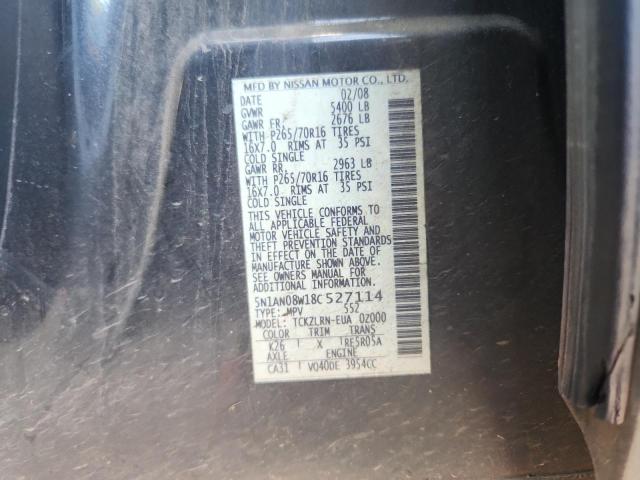 MFD BY NISSAN MOTOR CO., LTD.
DATE 02/08
GVWR 5400 LB
GAWR FR 2676 LB
WITH P265/70R16 TIRES
16X7.0 RIMS AT 35 PSI
COLD SINGLE
GAWR RR 2963 LB
WITH P265/70R16 TIRES
16X7.0 RIMS AT 35 PSI
COLD SINGLE
THIS VEHICLE CONFORMS TO
ALL APPLICABLE FEDERAL
MOTOR VEHICLE SAFETY AND
THEFT PREVENTION STANDARDS
IN EFFECT ON THE DATE OF
MANUFACTURE SHOWN ABOVE.
SEE OWNERS MANUAL FOR
ADDITIONAL INFORMATION.
5N1AN08W18C527114
TYPE: MPV 552
MODEL: TCKZLRN-EUA 02000
COLOR TRIM TRANS
K26 X RE5R05A
AXLE ENGINE
CA31 VQ40DE 3954CC